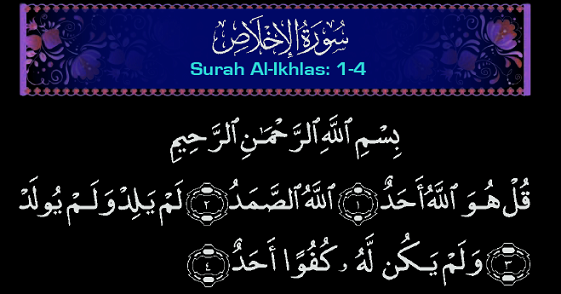 سُورَةُ الإِخْلَاصِ
Surah Al-Ikhlas: 1-4
بِسْمِ ٱللَّهِ ٱلرَّحْمَـٰنِ ٱلرَّحِيمِ
قُلْ هُوَ ٱللَّهُ أَحَدٌ ١ ٱللَّهُ ٱلصَّمَدُ ٢ لَمْ يَلِدْ وَلَمْ يُولَدْ
٣ وَلَمْ يَكُن لَّهُۥ كُفُوًا أَحَدٌ ٤